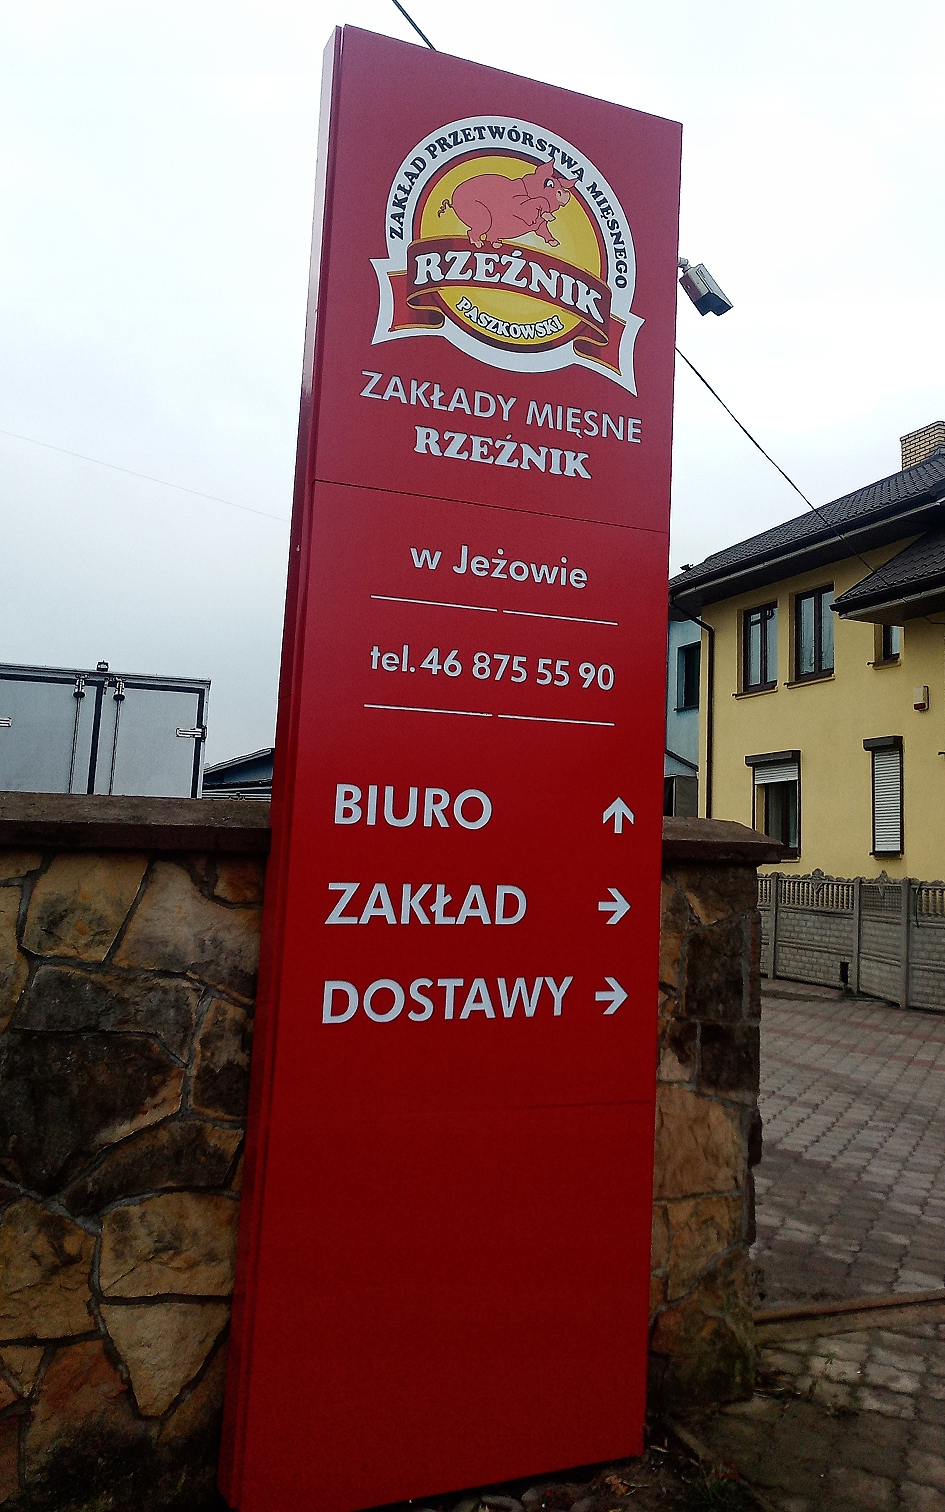 ZAKŁAD PRZETWÓRSTWA MIĘSNEGO
RZEŹNIK
PASZKOWSKI
ZAKŁADY MIĘSNE
RZEŹNIK
w Jeżowie
tel. 46 875 55 90
BIURO ↑
ZAKŁAD →
DOSTAWY →